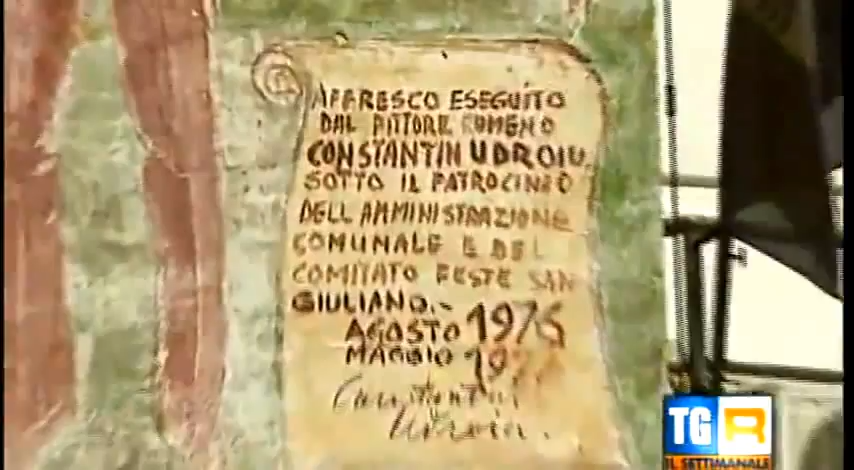 AFFRESCO ESEGUITO
DAL PITTORE RUMENO
CONSTANTIN UDROIU.
SOTTO IL PATROCINIO
DELL AMMINISTRAZIONE
COMUNALE E DEL
COMITATO FESTE SAN
GIULIANO.-
AGOSTO 1976
MAGGIO
Constantin
Udroiu.
TGR
IL SETTIMANALE